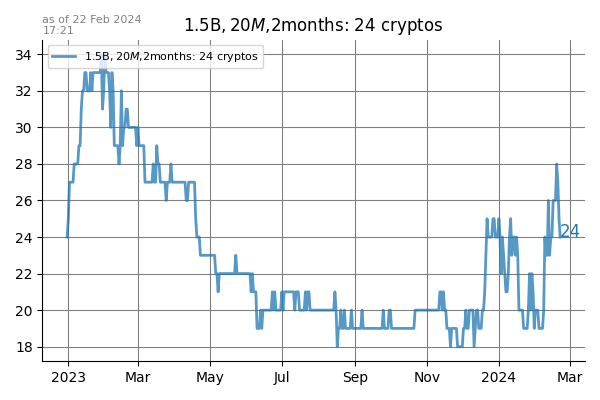 as of 22 Feb 2024
17:21
1.5B, 20M,2months: 24 cryptos
1.5B, 20M,2months: 24 cryptos
34
32
30
28
26
24
22
20
18
24
2023 Mar May Jul Sep Nov 2024 Mar